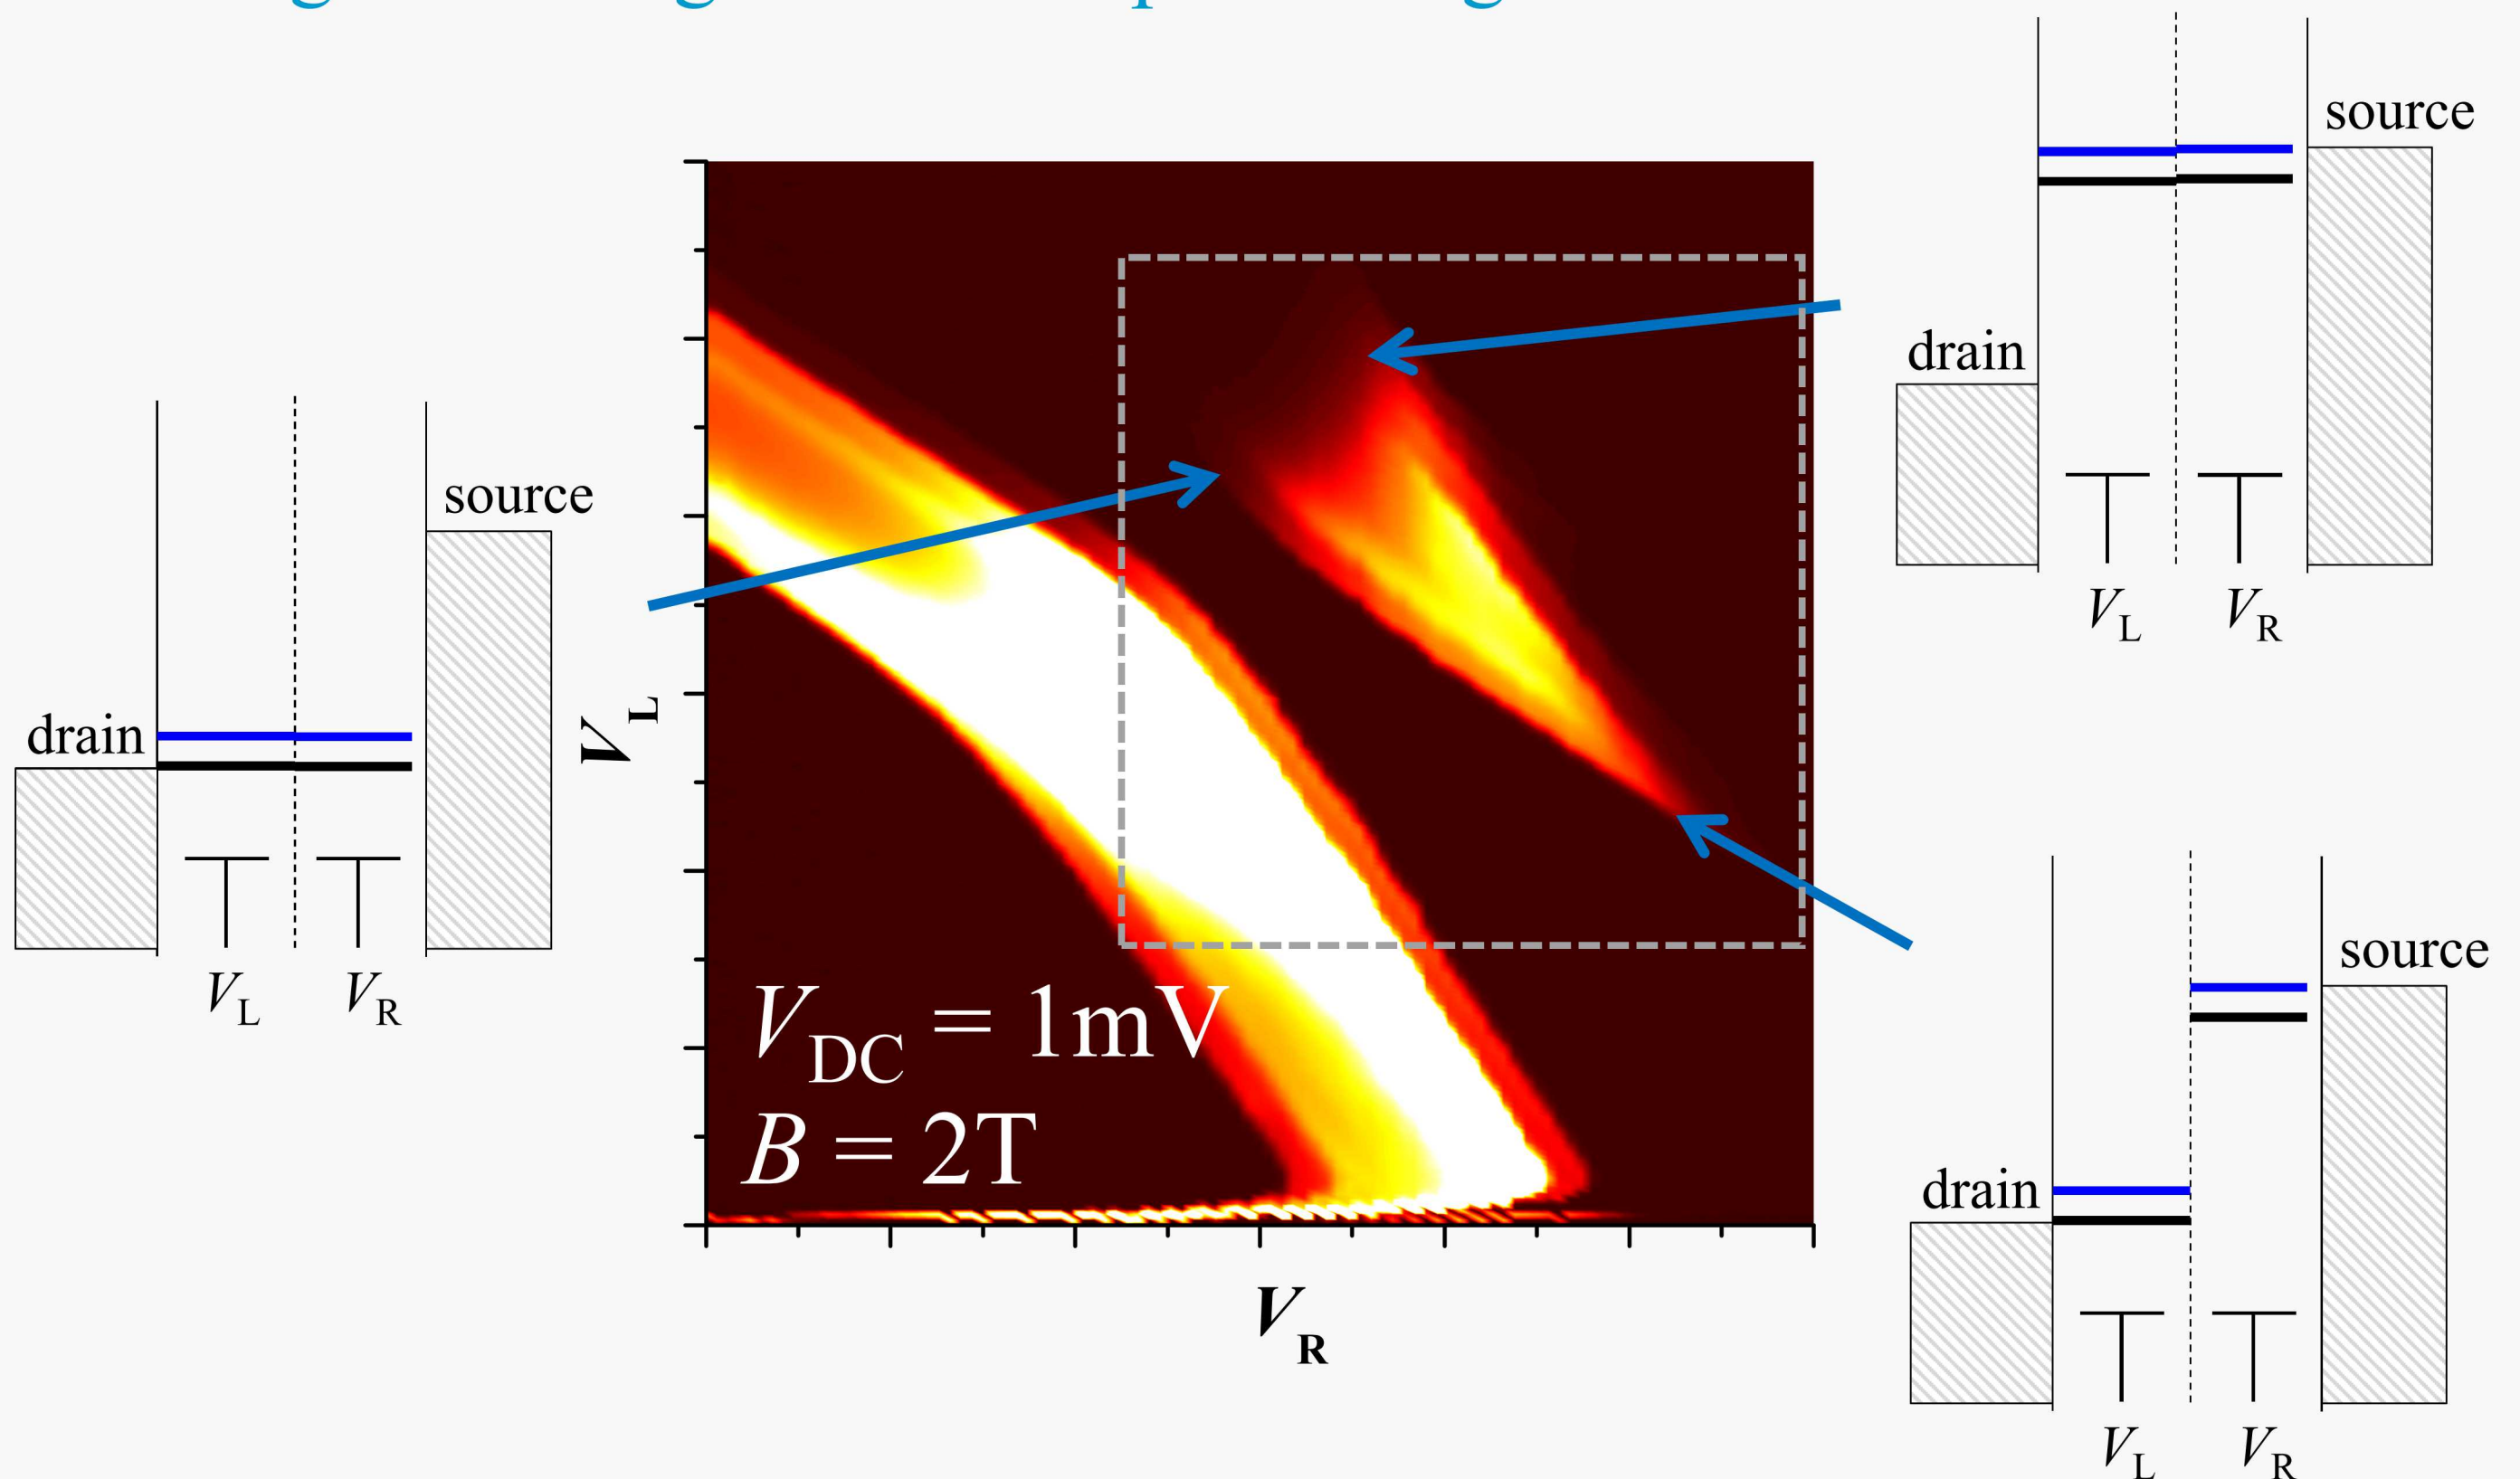 source
drain
V_L V_R
source
drain
V_L V_R
V_L
V_DC = 1mV
B = 2T
V_R
source
drain
V_L V_R